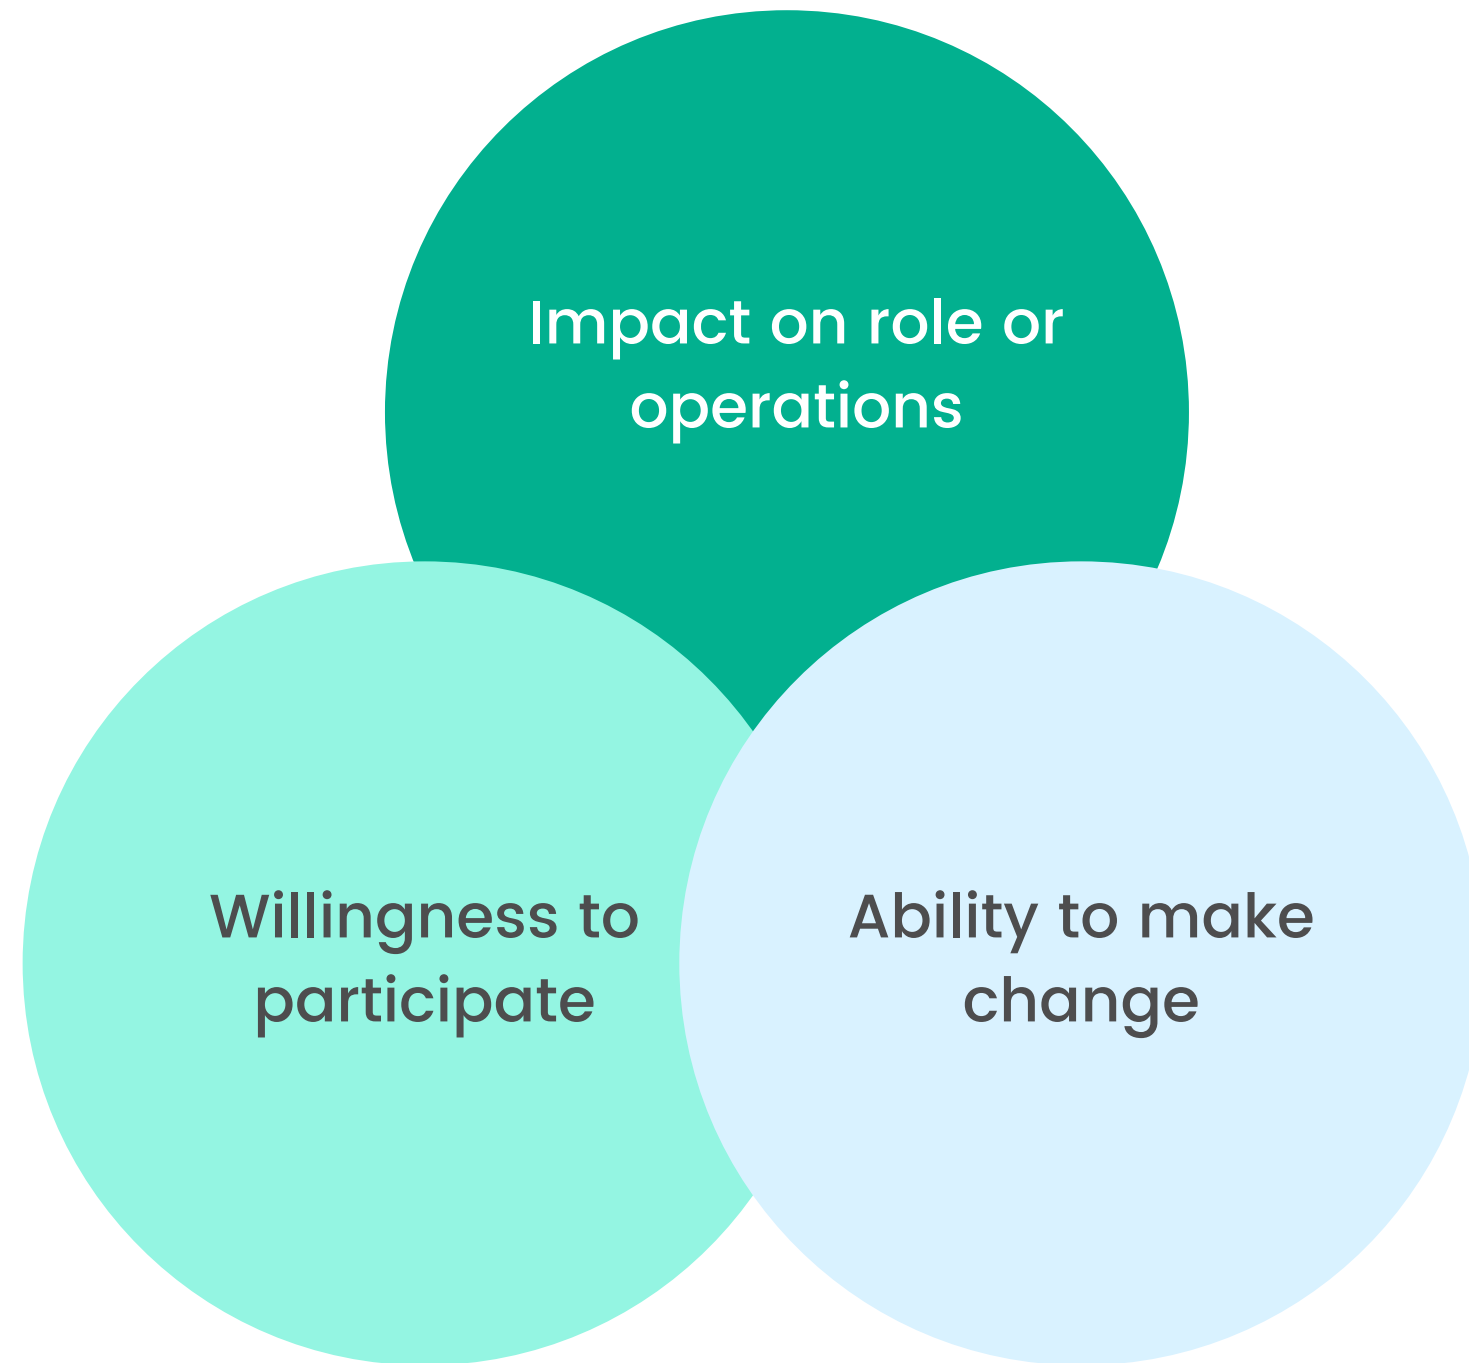 Impact on role or
operations
Willingness to
participate
Ability to make
change